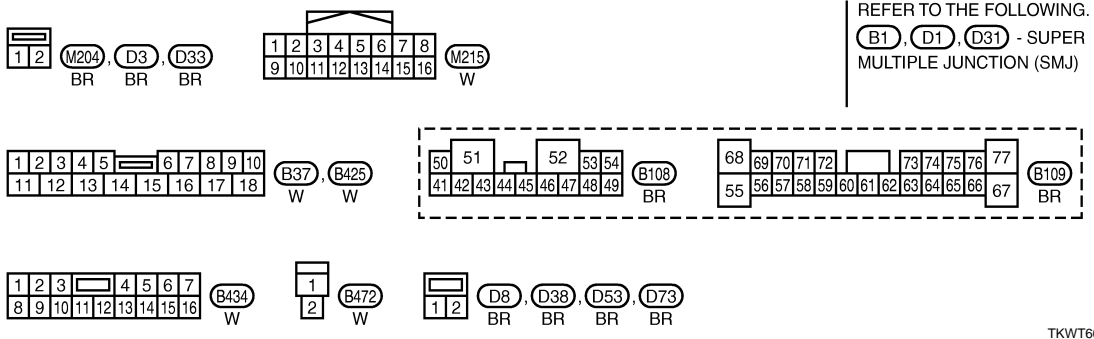 REFER TO THE FOLLOWING.
B1, D1, D31 - SUPER
MULTIPLE JUNCTION (SMJ)
1 2
M204, D3, D33
BR BR BR
1 2 3 4 5 6 7 8
9 10 11 12 13 14 15 16
M215
W
1 2 3 4 5 6 7 8 9 10
11 12 13 14 15 16 17 18
B37, B425
W W
50 51 52 53 54
41 42 43 44 45 46 47 48 49
B108
BR
68 69 70 71 72 73 74 75 76 77
55 56 57 58 59 60 61 62 63 64 65 66 67
B109
BR
1 2 3 4 5 6 7
8 9 10 11 12 13 14 15 16
B434
W
1
2
B472
W
1 2
D8, D38, D53, D73
BR BR BR BR